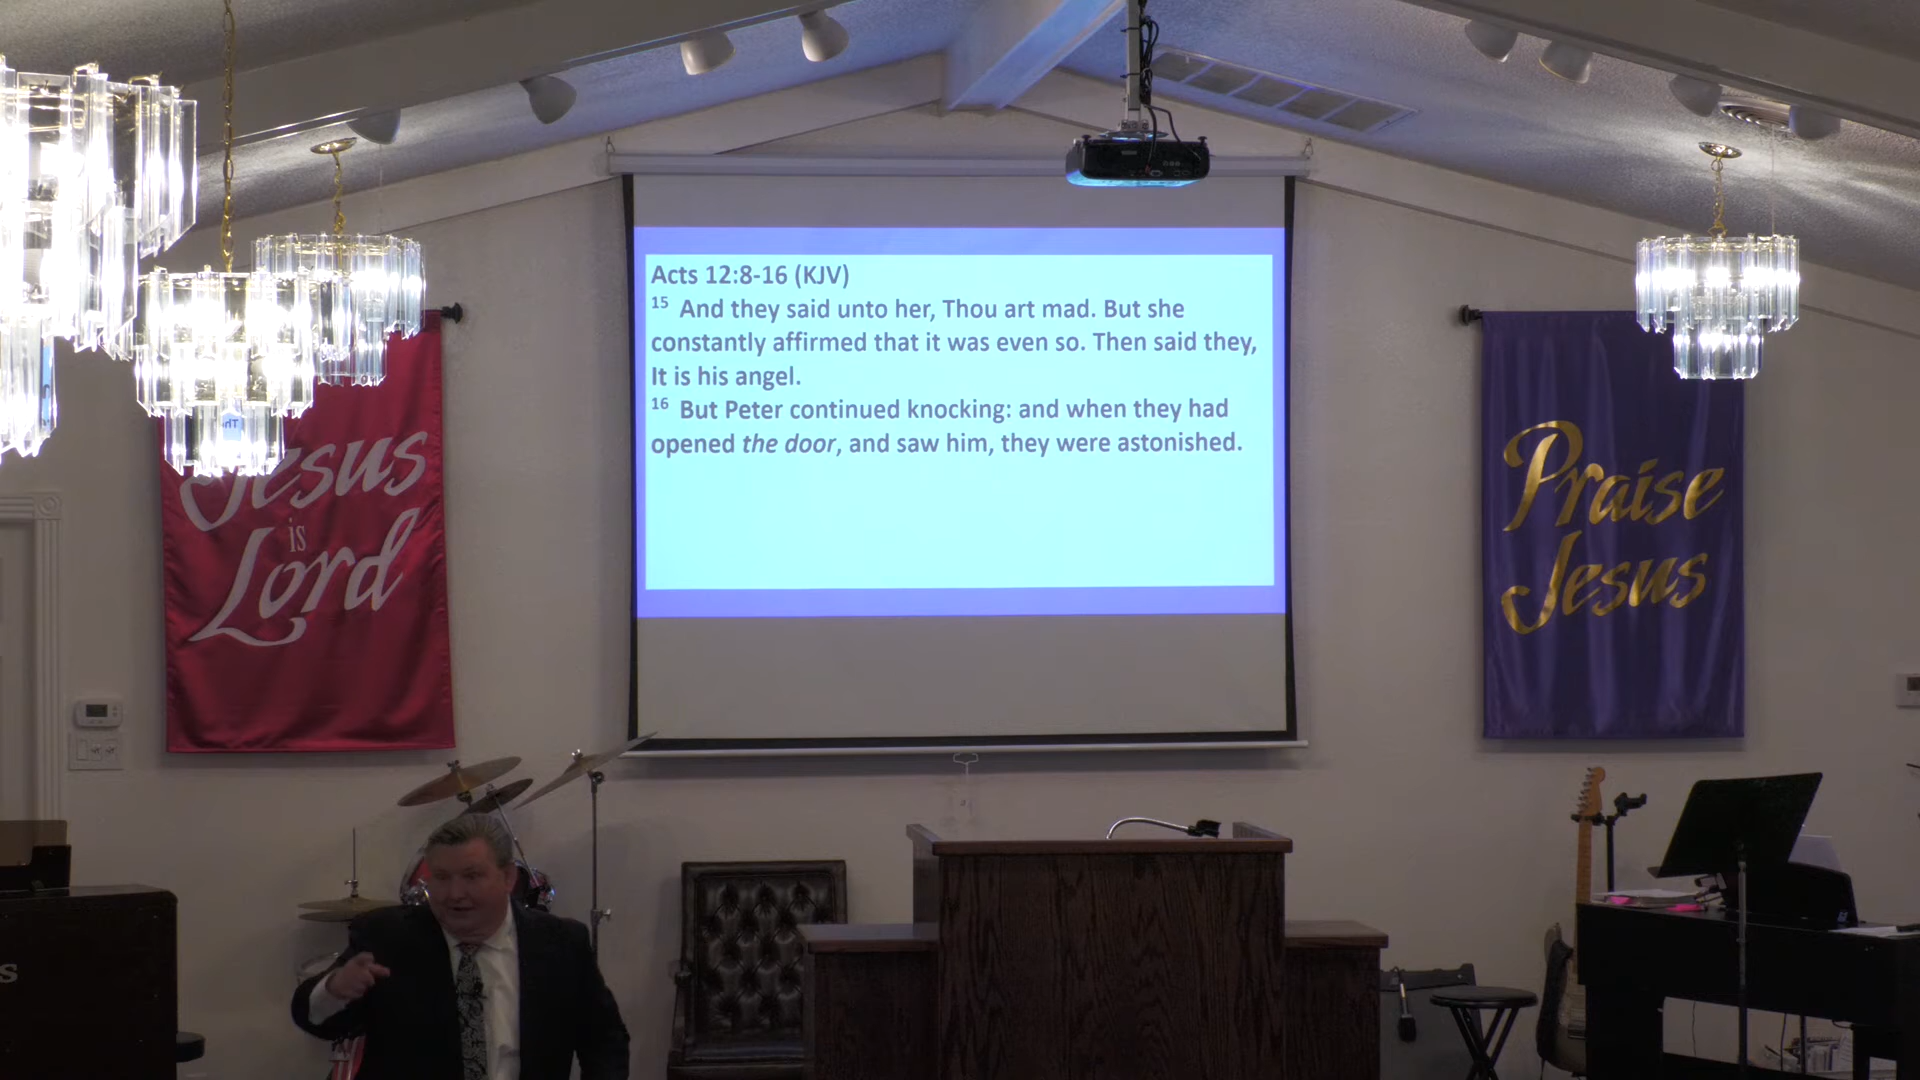 Acts 12:8-16 (KJV)
15 And they said unto her, Thou art mad. But she
constantly affirmed that it was even so. Then said they,
It is his angel.
16 But Peter continued knocking: and when they had
opened the door, and saw him, they were astonished.
Jesus
is
Lord
Praise
Jesus